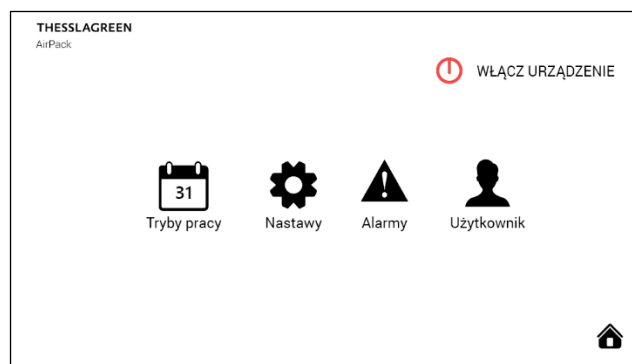 THESSLAGREEN
AirPack
WŁĄCZ URZĄDZENIE
31
Tryby pracy
Nastawy
Alarmy
Użytkownik